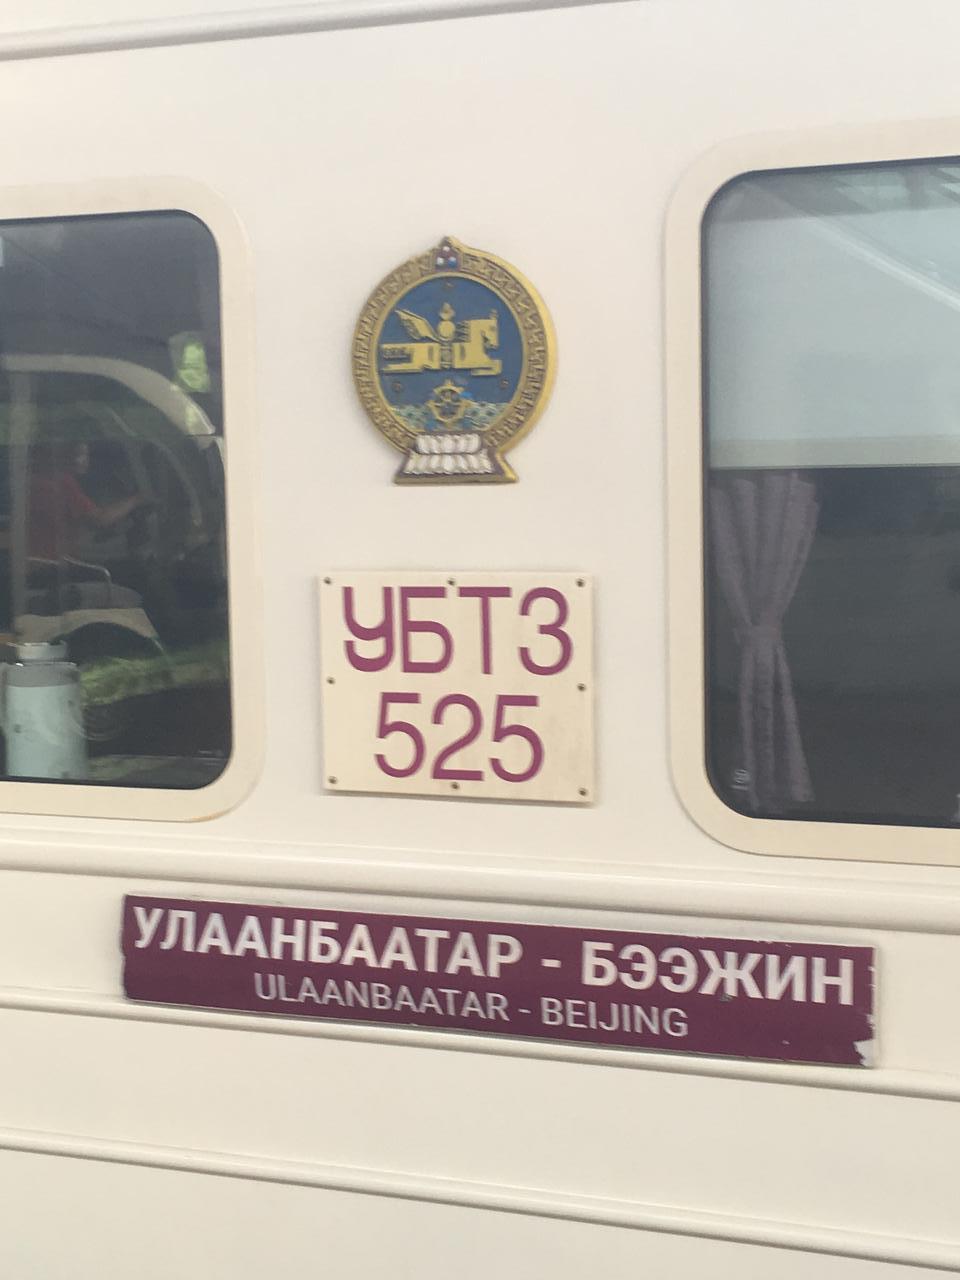 УБТЗ
525
УЛААНБААТАР - БЭЭЖИН
ULAANBAATAR - BEIJING